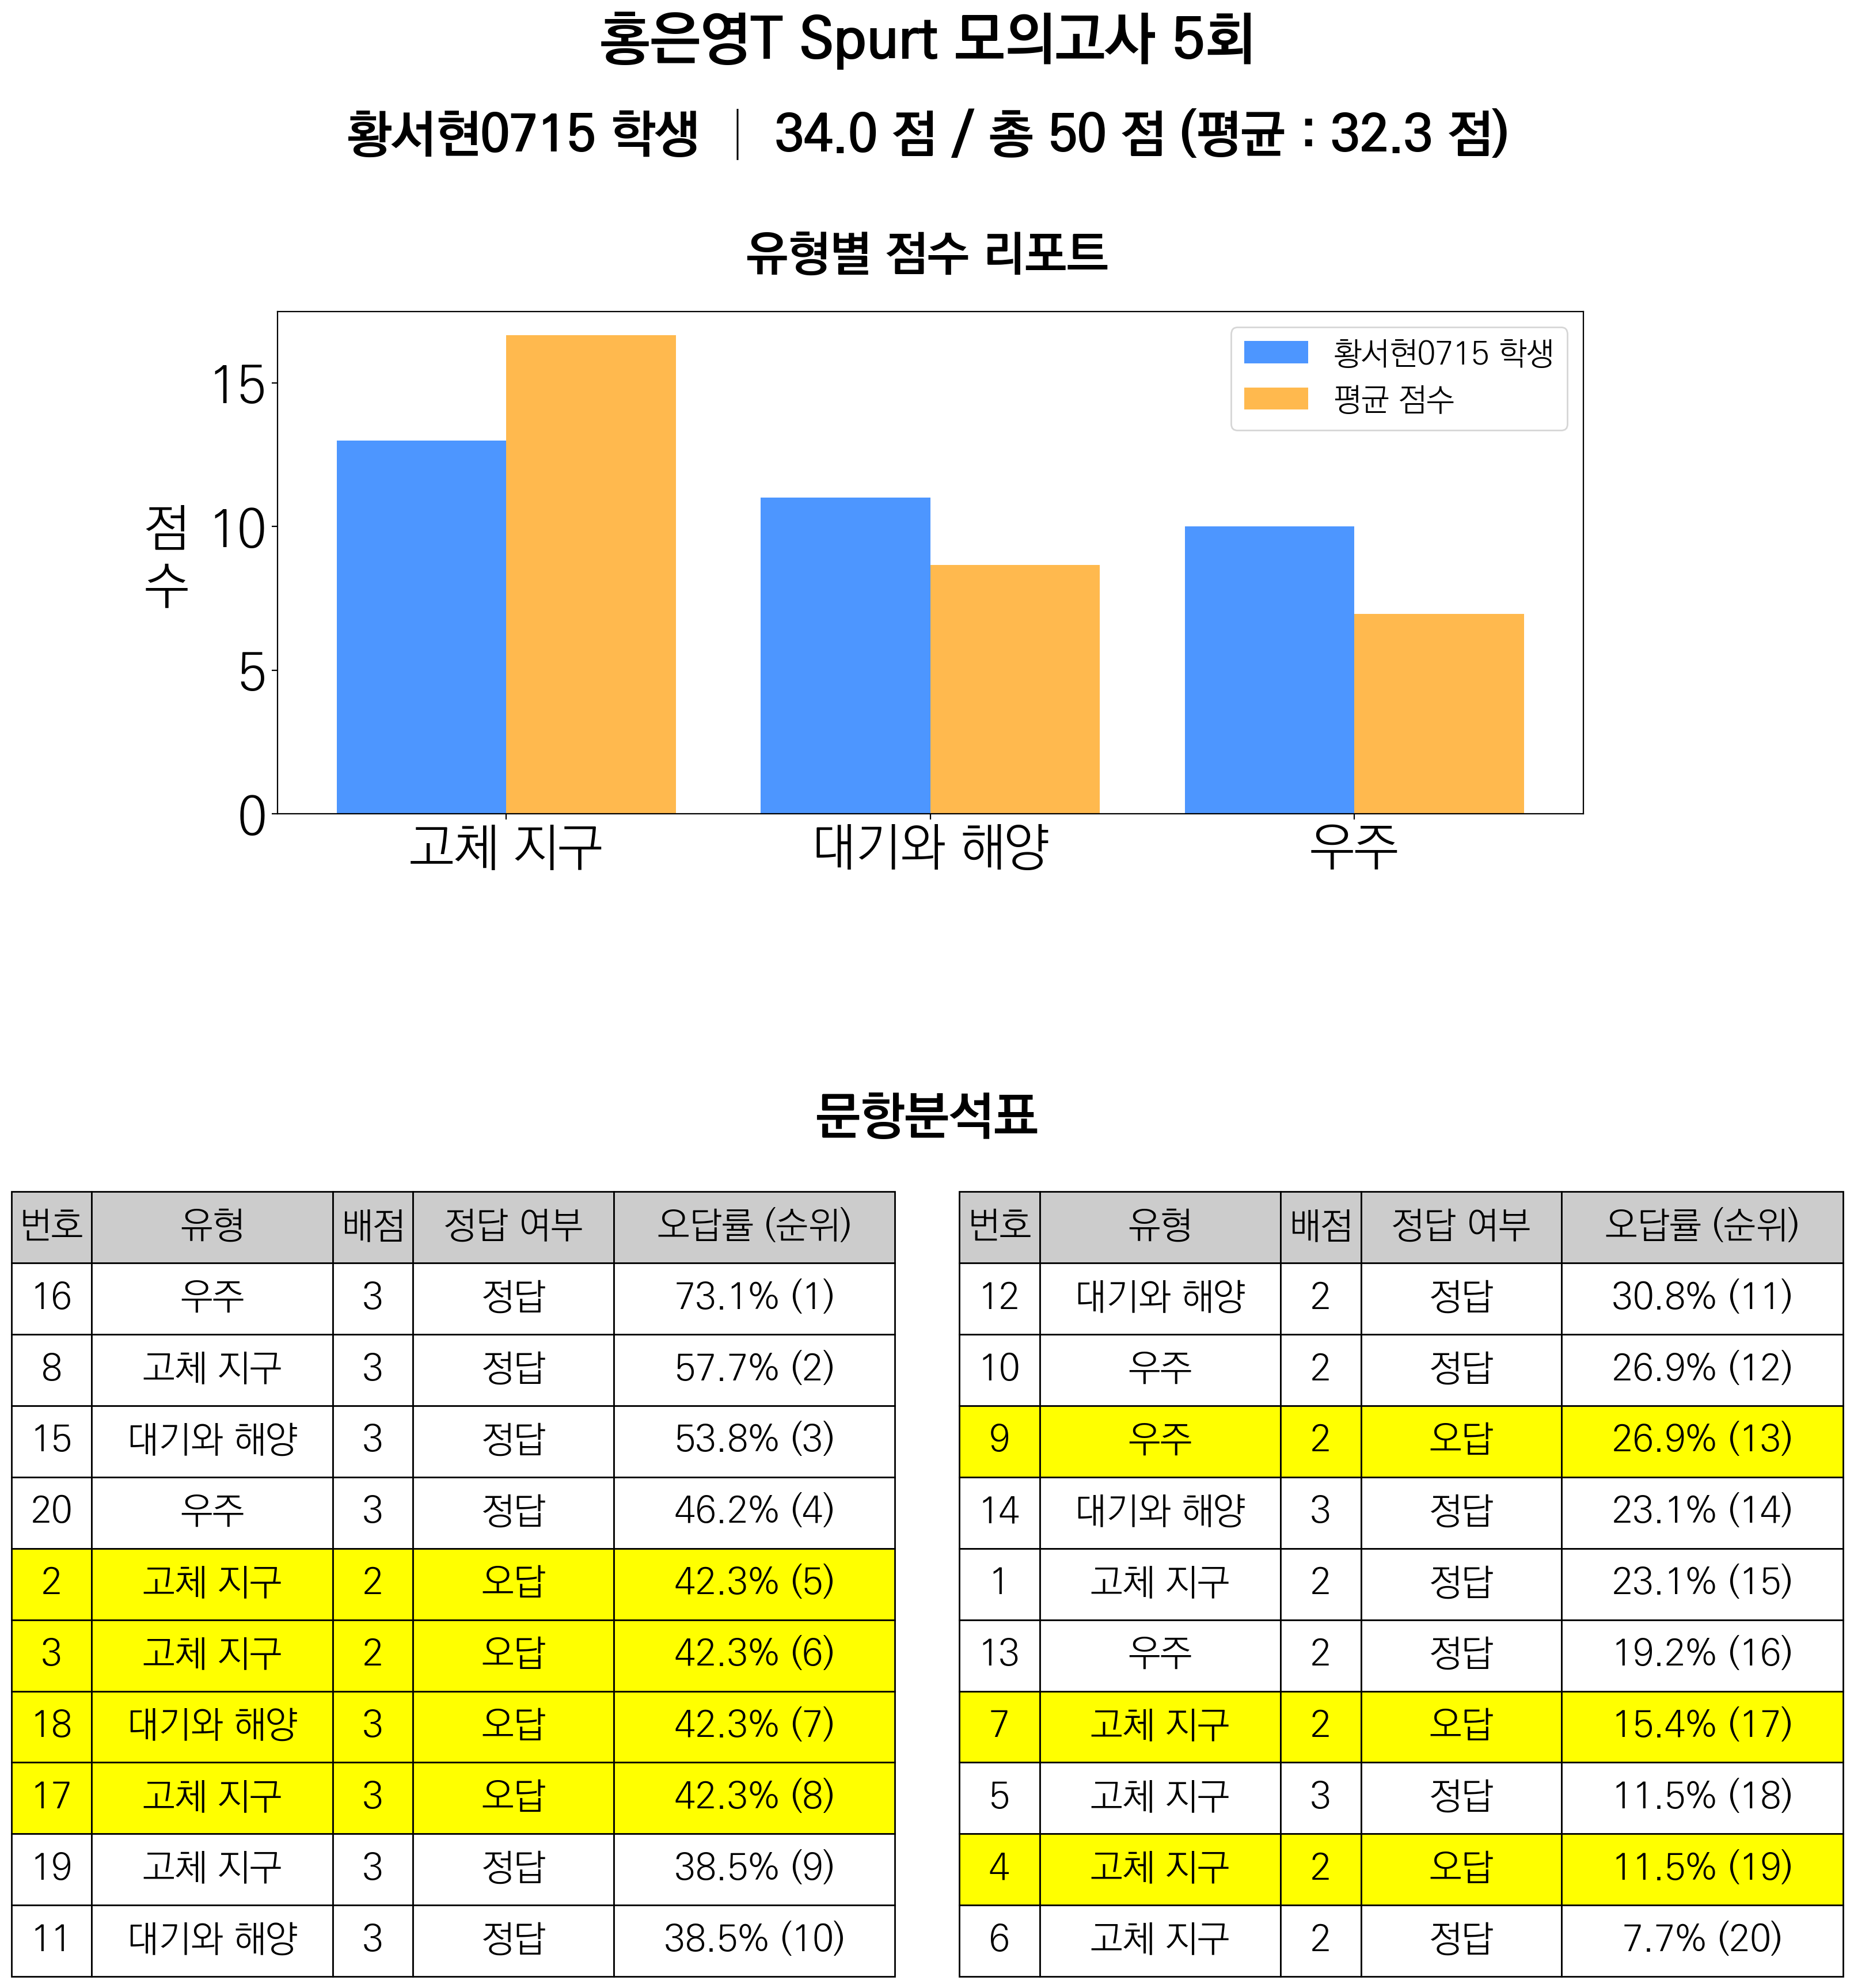 홍은영T Spurt 모의고사 5회
황서현0715 학생 | 34.0 점 / 총 50 점 (평균 : 32.3 점)
유형별 점수 리포트
황서현0715 학생
평균 점수
점수
15
10
5
0
고체 지구 대기와 해양 우주
문항분석표
번호 유형 배점 정답 여부 오답률 (순위)
16 우주 3 정답 73.1% (1)
8 고체 지구 3 정답 57.7% (2)
15 대기와 해양 3 정답 53.8% (3)
20 우주 3 정답 46.2% (4)
2 고체 지구 2 오답 42.3% (5)
3 고체 지구 2 오답 42.3% (6)
18 대기와 해양 3 오답 42.3% (7)
17 고체 지구 3 오답 42.3% (8)
19 고체 지구 3 정답 38.5% (9)
11 대기와 해양 3 정답 38.5% (10)
번호 유형 배점 정답 여부 오답률 (순위)
12 대기와 해양 2 정답 30.8% (11)
10 우주 2 정답 26.9% (12)
9 우주 2 오답 26.9% (13)
14 대기와 해양 3 정답 23.1% (14)
1 고체 지구 2 정답 23.1% (15)
13 우주 2 정답 19.2% (16)
7 고체 지구 2 오답 15.4% (17)
5 고체 지구 3 정답 11.5% (18)
4 고체 지구 2 오답 11.5% (19)
6 고체 지구 2 정답 7.7% (20)